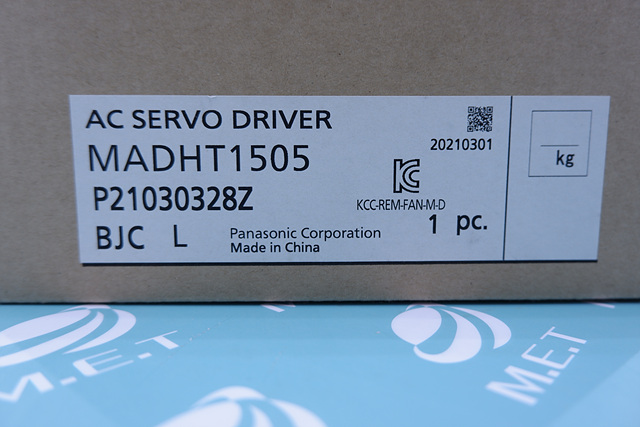 AC SERVO DRIVER
20210301
MADHT1505
kg
P21030328Z
KCC-REM-FAN-M-D
1 pc.
BJC L
Panasonic Corporation
Made in China
M.E.T
M.E.T